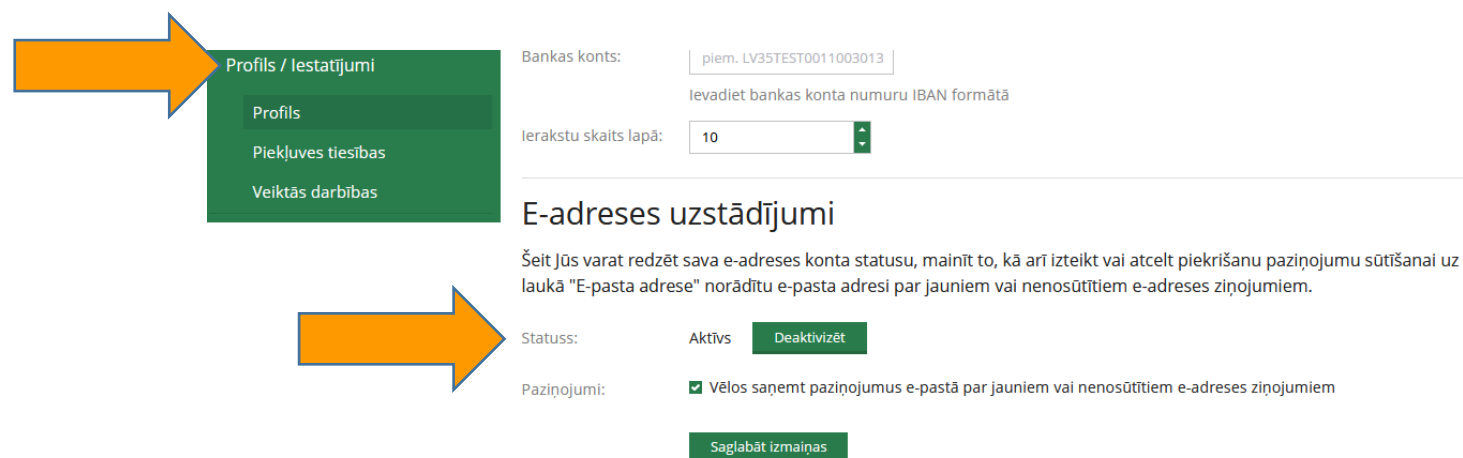 Profils / Iestatījumi
Profils
Piekļuves tiesības
Veiktās darbības
Bankas konts:
piem. LV35TEST0011003013
Ievadiet bankas konta numuru IBAN formātā
Ierakstu skaits lapā:
10
E-adreses uzstādījumi
Šeit Jūs varat redzēt sava e-adreses konta statusu, mainīt to, kā arī izteikt vai atcelt piekrišanu paziņojumu sūtīšanai uz
laukā "E-pasta adrese" norādītu e-pasta adresi par jauniem vai nenosūtītiem e-adreses ziņojumiem.
Statuss:
Aktīvs
Deaktivizēt
Paziņojumi:
Vēlos saņemt paziņojumus e-pastā par jauniem vai nenosūtītiem e-adreses ziņojumiem
Saglabāt izmaiņas